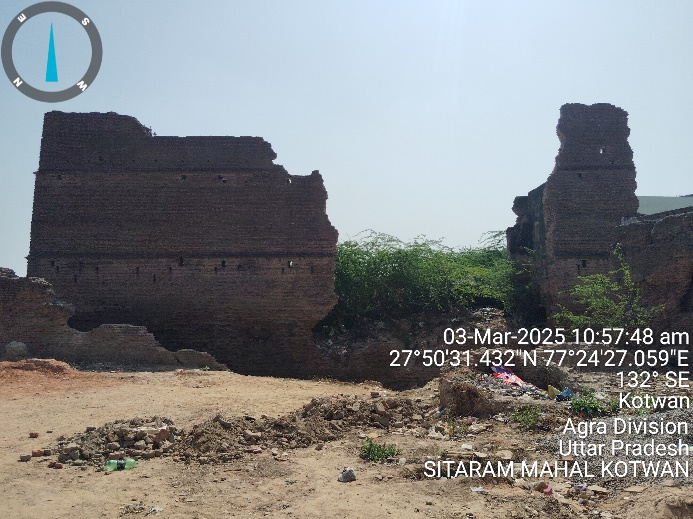 E S
N W
03-Mar-2025 10:57:48 am
27°50'31.432"N 77°24'27.059"E
132° SE
Kotwan
Agra Division
Uttar Pradesh
SITARAM MAHAL KOTWAN